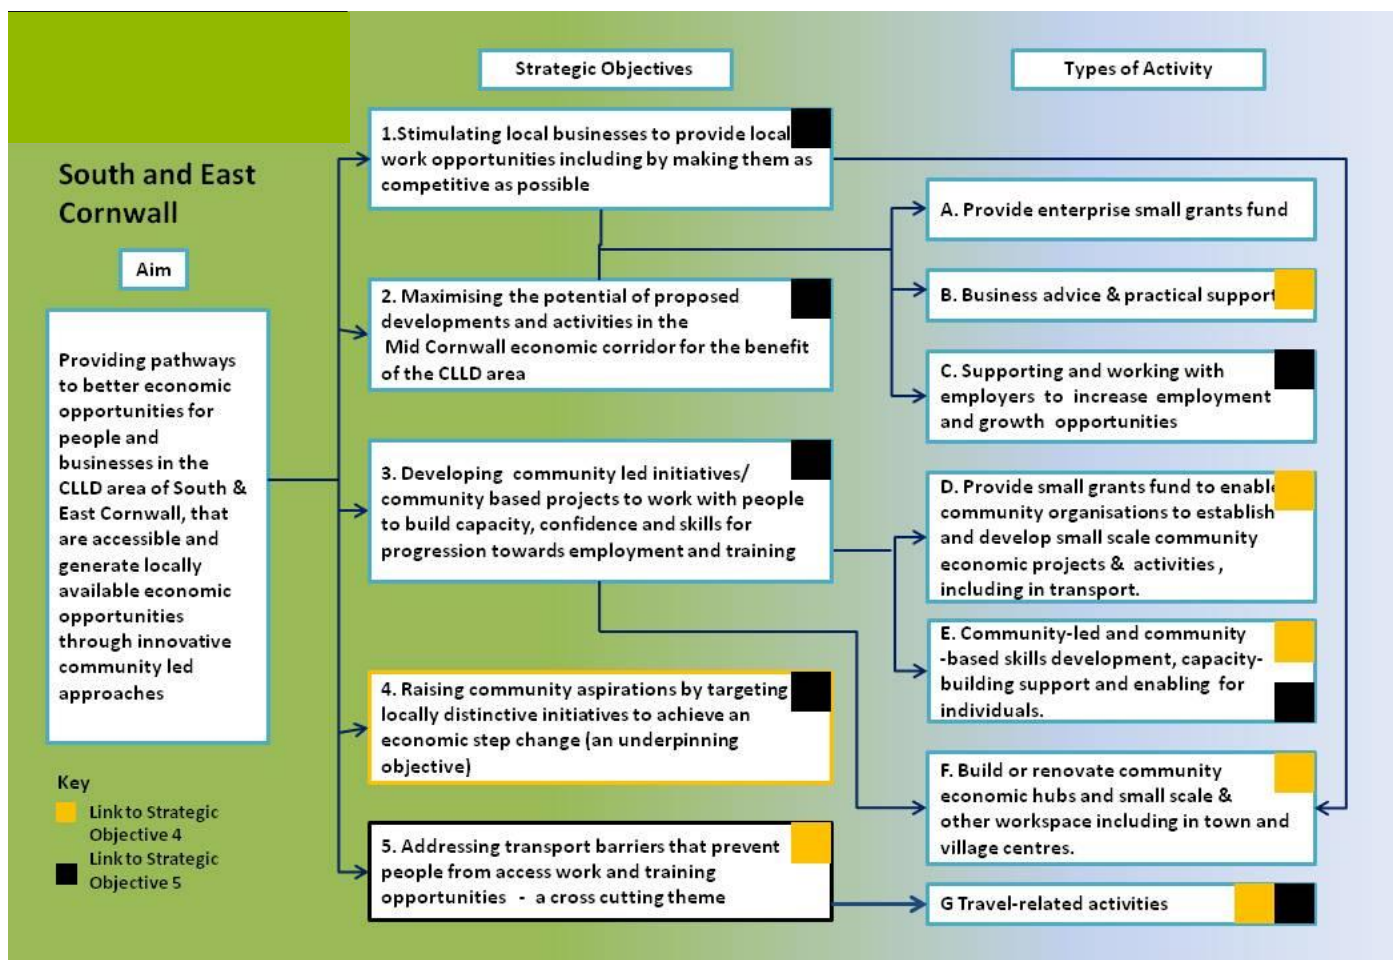 South and East
Cornwall
Aim
Providing pathways
to better economic
opportunities for
people and
businesses in the
CLLD area of South &
East Cornwall, that
are accessible and
generate locally
available economic
opportunities
through innovative
community led
approaches
Key
Link to Strategic
Objective 4
Link to Strategic
Objective 5
Strategic Objectives
1.Stimulating local businesses to provide local
work opportunities including by making them as
competitive as possible
2. Maximising the potential of proposed
developments and activities in the
Mid Cornwall economic corridor for the benefit
of the CLLD area
3. Developing community led initiatives/
community based projects to work with people
to build capacity, confidence and skills for
progression towards employment and training
4. Raising community aspirations by targeting
locally distinctive initiatives to achieve an
economic step change (an underpinning
objective)
5. Addressing transport barriers that prevent
people from access work and training
opportunities - a cross cutting theme
Types of Activity
A. Provide enterprise small grants fund
B. Business advice & practical support
C. Supporting and working with
employers to increase employment
and growth opportunities
D. Provide small grants fund to enable
community organisations to establish
and develop small scale community
economic projects & activities ,
including in transport.
E. Community-led and community
-based skills development, capacity-
building support and enabling for
individuals.
F. Build or renovate community
economic hubs and small scale &
other workspace including in town and
village centres.
G Travel-related activities